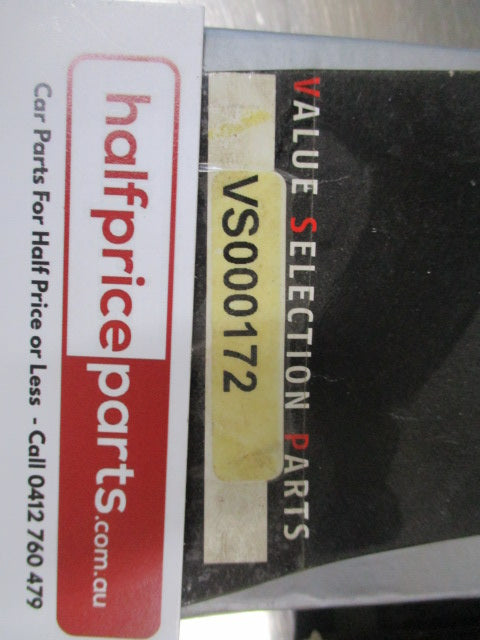 VALUE SELECTION PARTS
VS000172
halfpriceparts.com.au
Car Parts For Half Price or Less - Call 0412 760 479